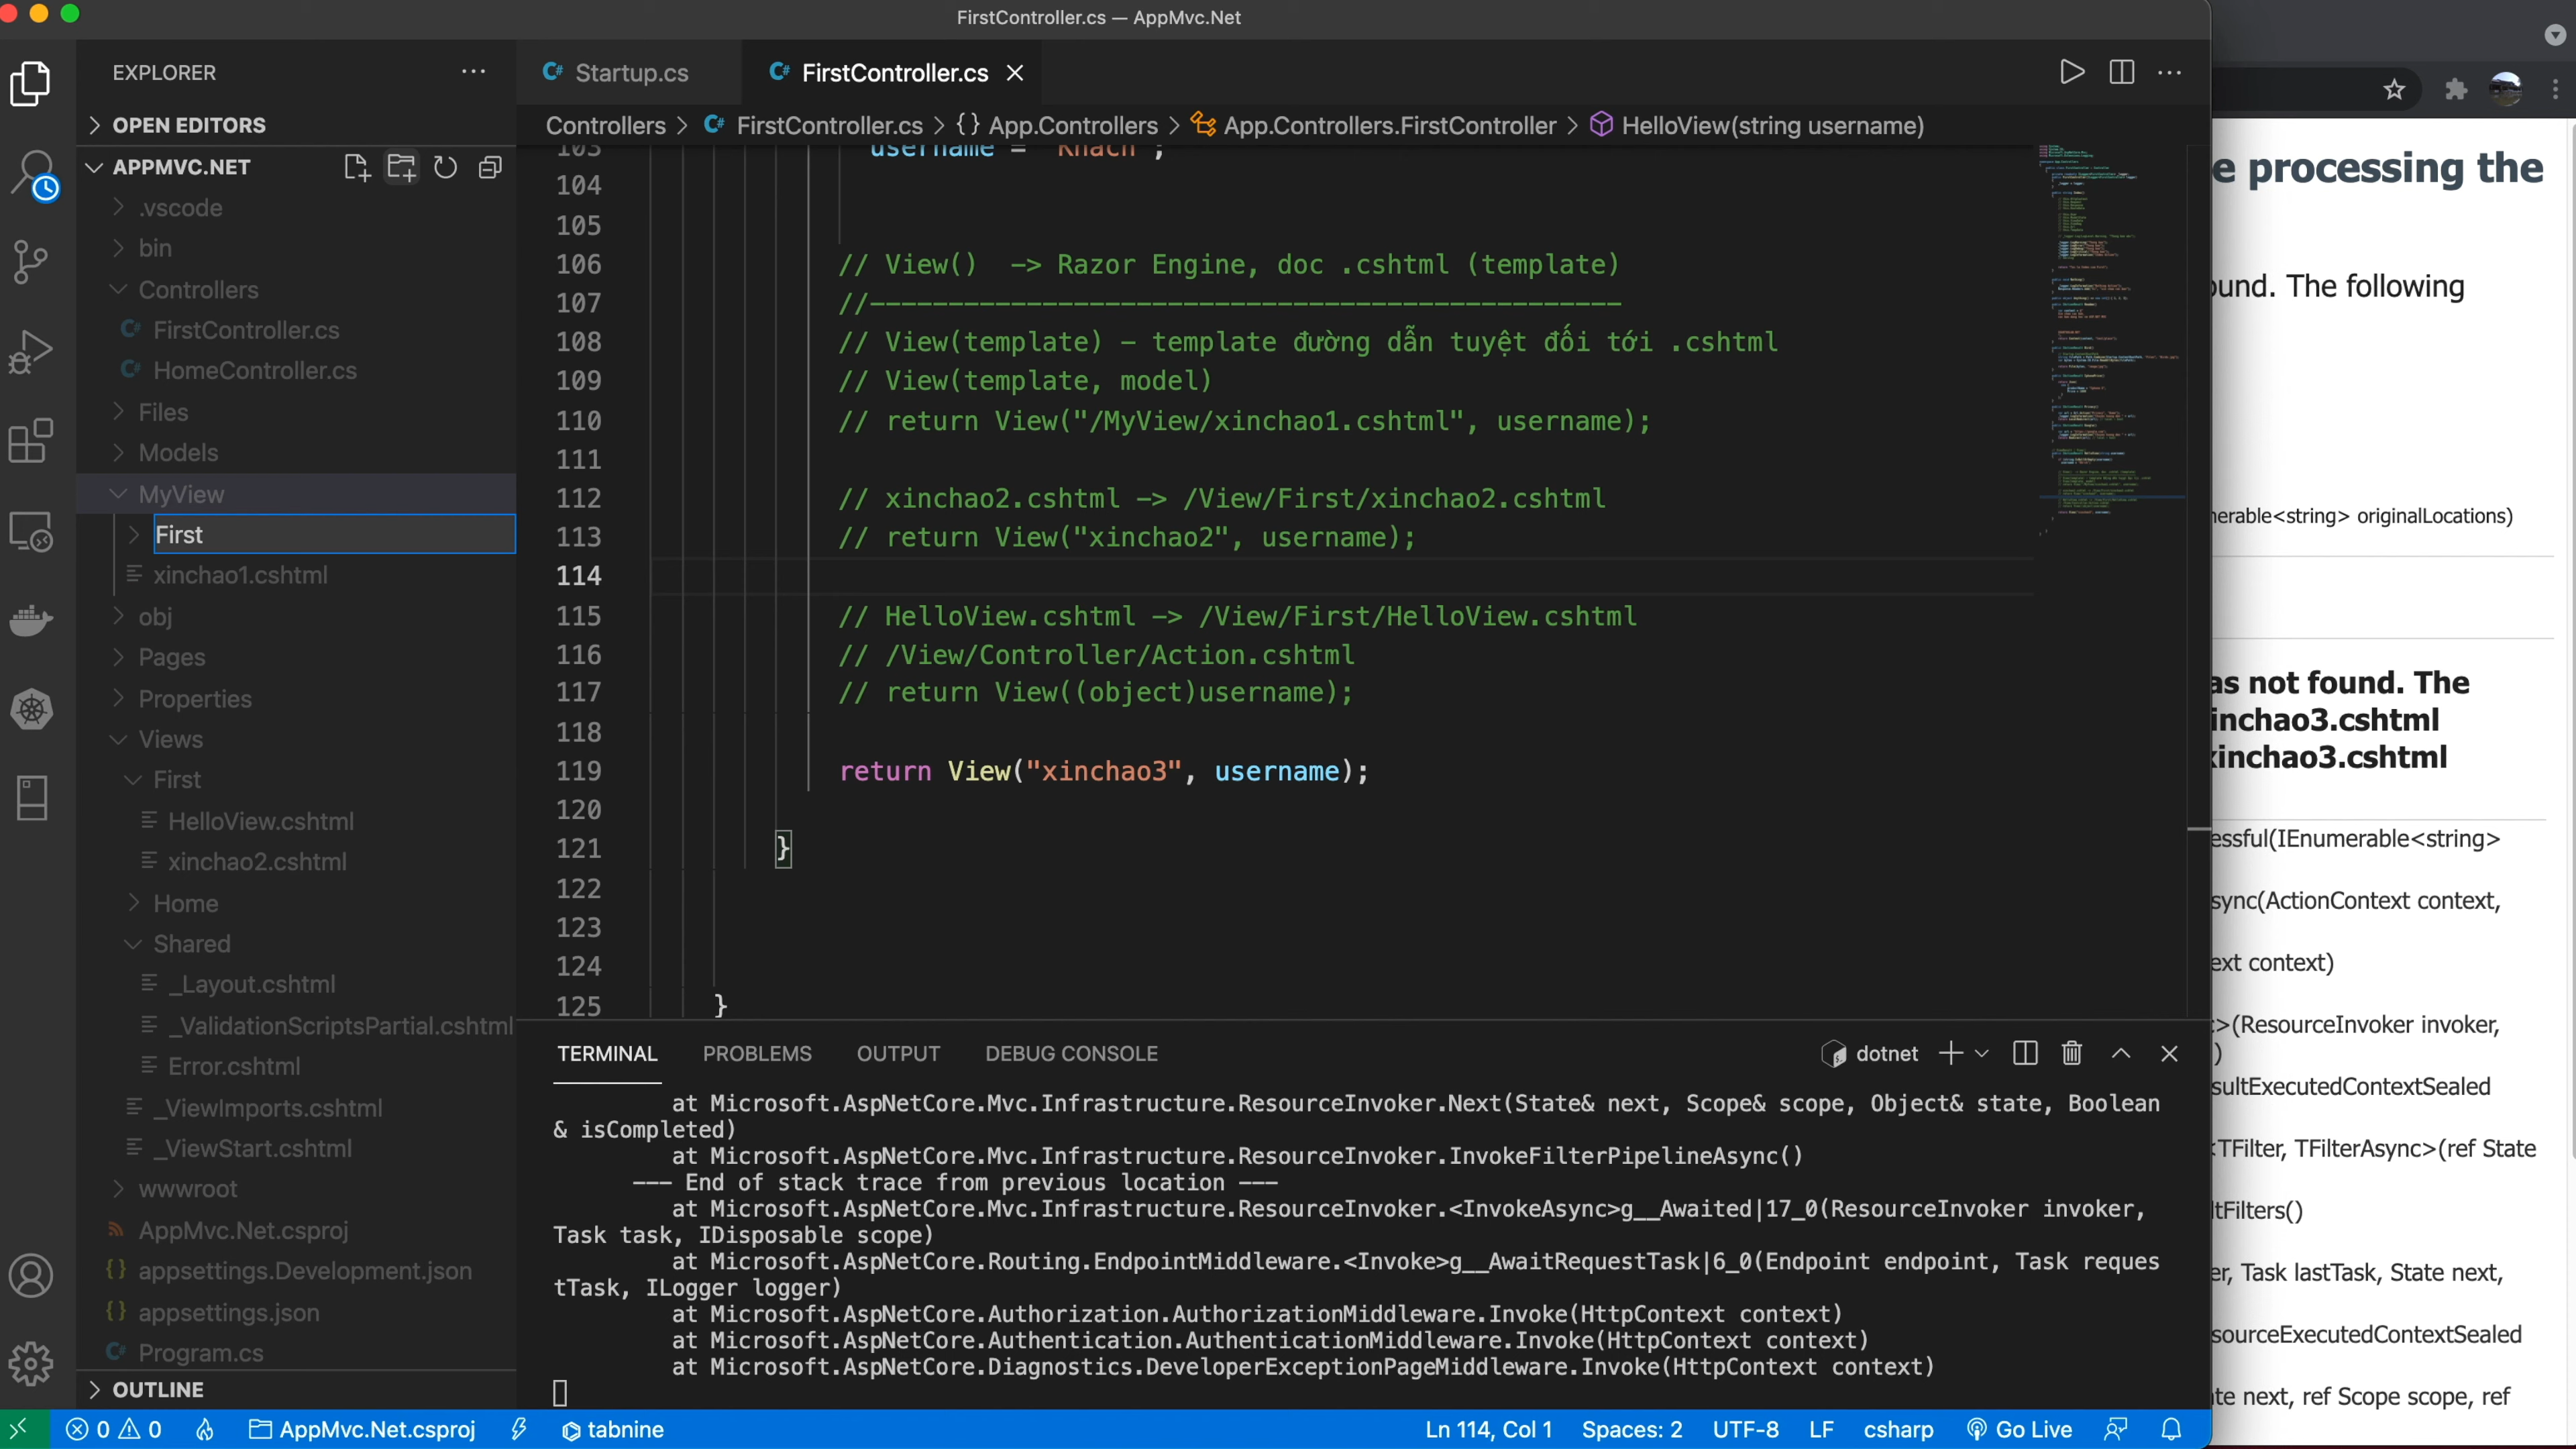 FirstController.cs — AppMvc.Net
EXPLORER
OPEN EDITORS
APPMVC.NET
.vscode
bin
Controllers
FirstController.cs
HomeController.cs
Files
Models
MyView
First
xinchao1.cshtml
obj
Pages
Properties
Views
First
HelloView.cshtml
xinchao2.cshtml
Home
Shared
_Layout.cshtml
_ValidationScriptsPartial.cshtml
Error.cshtml
_ViewImports.cshtml
_ViewStart.cshtml
wwwroot
AppMvc.Net.csproj
appsettings.Development.json
appsettings.json
Program.cs
OUTLINE
Startup.cs
FirstController.cs
Controllers > FirstController.cs > {} App.Controllers > App.Controllers.FirstController > HelloView(string username)
103 username = "Khách";
104
105
106 // View() -> Razor Engine, doc .cshtml (template)
107 //------------------------------------------------
108 // View(template) - template đường dẫn tuyệt đối tới .cshtml
109 // View(template, model)
110 // return View("/MyView/xinchao1.cshtml", username);
111
112 // xinchao2.cshtml -> /View/First/xinchao2.cshtml
113 // return View("xinchao2", username);
114
115 // HelloView.cshtml -> /View/First/HelloView.cshtml
116 // /View/Controller/Action.cshtml
117 // return View((object)username);
118
119 return View("xinchao3", username);
120
121 }
122
123
124
125 }
TERMINAL PROBLEMS OUTPUT DEBUG CONSOLE
dotnet
at Microsoft.AspNetCore.Mvc.Infrastructure.ResourceInvoker.Next(State& next, Scope& scope, Object& state, Boolean
& isCompleted)
at Microsoft.AspNetCore.Mvc.Infrastructure.ResourceInvoker.InvokeFilterPipelineAsync()
--- End of stack trace from previous location ---
at Microsoft.AspNetCore.Mvc.Infrastructure.ResourceInvoker.<InvokeAsync>g__Awaited|17_0(ResourceInvoker invoker,
Task task, IDisposable scope)
at Microsoft.AspNetCore.Routing.EndpointMiddleware.<Invoke>g__AwaitRequestTask|6_0(Endpoint endpoint, Task reques
tTask, ILogger logger)
at Microsoft.AspNetCore.Authorization.AuthorizationMiddleware.Invoke(HttpContext context)
at Microsoft.AspNetCore.Authentication.AuthenticationMiddleware.Invoke(HttpContext context)
at Microsoft.AspNetCore.Diagnostics.DeveloperExceptionPageMiddleware.Invoke(HttpContext context)
0 0 AppMvc.Net.csproj tabnine Ln 114, Col 1 Spaces: 2 UTF-8 LF csharp Go Live
e processing the
ound. The following
nerable<string> originalLocations)
as not found. The
inchao3.cshtml
xinchao3.cshtml
essful(IEnumerable<string>
sync(ActionContext context,
ext context)
>(ResourceInvoker invoker,
)
sultExecutedContextSealed
<TFilter, TFilterAsync>(ref State
ltFilters()
er, Task lastTask, State next,
sourceExecutedContextSealed
te next, ref Scope scope, ref